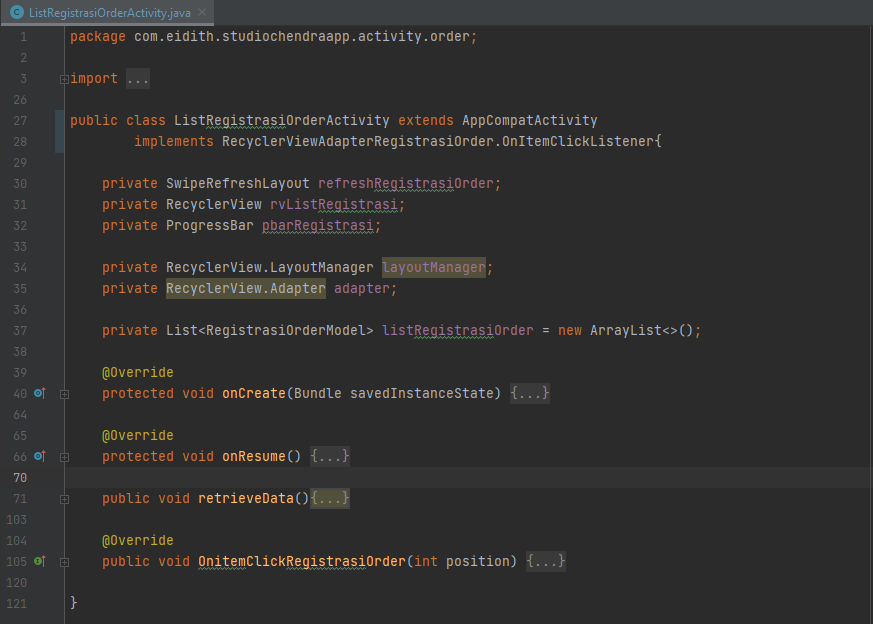 ListRegistrasiOrderActivity.java
1 package com.eidith.studiochendraapp.activity.order;
2
3 import ...
26
27 public class ListRegistrasiOrderActivity extends AppCompatActivity
28 implements RecyclerViewAdapterRegistrasiOrder.OnItemClickListener{
29
30 private SwipeRefreshLayout refreshRegistrasiOrder;
31 private RecyclerView rvListRegistrasi;
32 private ProgressBar pbarRegistrasi;
33
34 private RecyclerView.LayoutManager layoutManager;
35 private RecyclerView.Adapter adapter;
36
37 private List<RegistrasiOrderModel> listRegistrasiOrder = new ArrayList<>();
38
39 @Override
40 protected void onCreate(Bundle savedInstanceState) {...}
64
65 @Override
66 protected void onResume() {...}
70
71 public void retrieveData(){...}
103
104 @Override
105 public void OnitemClickRegistrasiOrder(int position) {...}
120
121 }